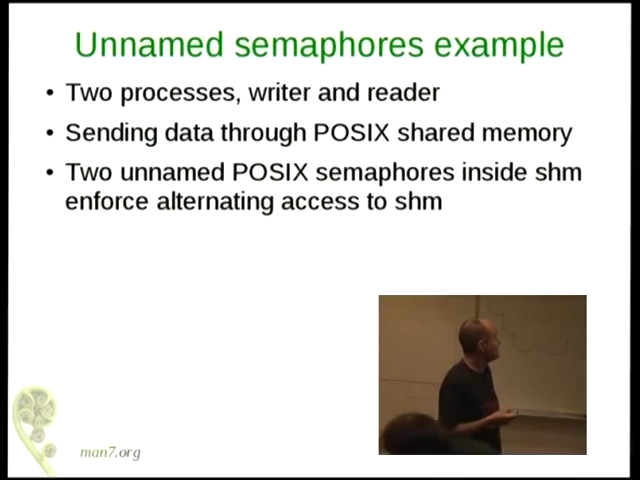 Unnamed semaphores example
• Two processes, writer and reader
• Sending data through POSIX shared memory
• Two unnamed POSIX semaphores inside shm
enforce alternating access to shm
man7.org